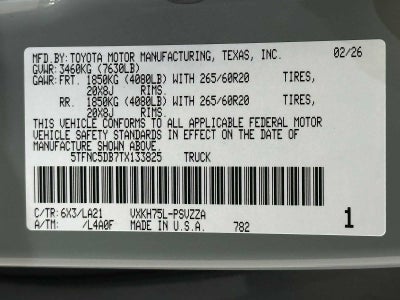 MFD.BY: TOYOTA MOTOR MANUFACTURING, TEXAS, INC. 02/26
GVWR: 3460KG (7630LB)
GAWR: FRT. 1850KG (4080LB) WITH 265/60R20 TIRES,
20X8J RIMS.
RR. 1850KG (4080LB) WITH 265/60R20 TIRES,
20X8J RIMS.
THIS VEHICLE CONFORMS TO ALL APPLICABLE FEDERAL MOTOR
VEHICLE SAFETY STANDARDS IN EFFECT ON THE DATE OF
MANUFACTURE SHOWN ABOVE.
5TFNC5DB7TX133825 TRUCK
C/TR: 6X3/LA21 VXKH75L-PSVZZA
A/TM: /L4A0F MADE IN U.S.A. 782 1